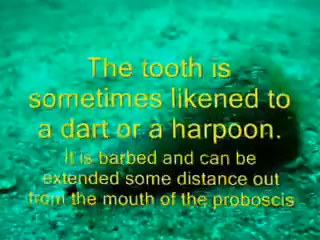 The tooth is
sometimes likened to
a dart or a harpoon.
It is barbed and can be
extended some distance out
from the mouth of the proboscis